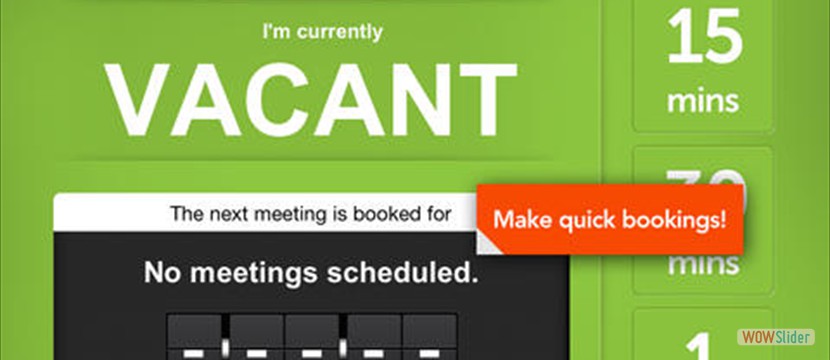 I'm currently
VACANT
The next meeting is booked for
No meetings scheduled.
15
mins
Make quick bookings!
mins
1
WOWSlider